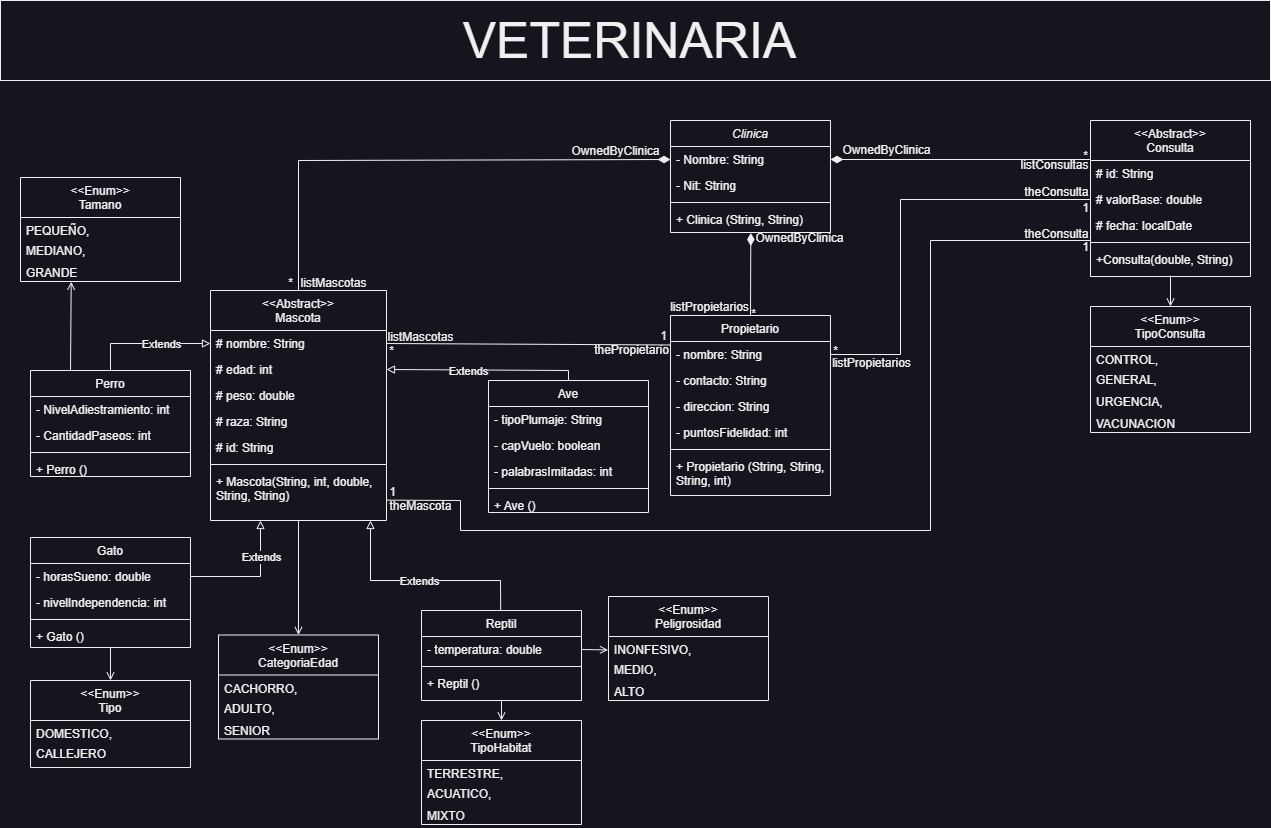 VETERINARIA
Clinica
- Nombre: String
- Nit: String
+ Clinica (String, String)
OwnedByClinica
OwnedByClinica
OwnedByClinica
<<Abstract>>
Consulta
# id: String
# valorBase: double
# fecha: localDate
+Consulta(double, String)
*
listConsultas
theConsulta
1
theConsulta
1
<<Enum>>
TipoConsulta
CONTROL,
GENERAL,
URGENCIA,
VACUNACION
<<Enum>>
Tamano
PEQUEÑO,
MEDIANO,
GRANDE
* listMascotas
<<Abstract>>
Mascota
# nombre: String
# edad: int
# peso: double
# raza: String
# id: String
+ Mascota(String, int, double,
String, String)
listMascotas
*
1
thePropietario
listPropietarios
*
Propietario
- nombre: String
- contacto: String
- direccion: String
- puntosFidelidad: int
+ Propietario (String, String,
String, int)
*
listPropietarios
Extends
Perro
- NivelAdiestramiento: int
- CantidadPaseos: int
+ Perro ()
Extends
Ave
- tipoPlumaje: String
- capVuelo: boolean
- palabrasImitadas: int
+ Ave ()
1
theMascota
Gato
- horasSueno: double
- nivelIndependencia: int
+ Gato ()
Extends
Extends
<<Enum>>
Tipo
DOMESTICO,
CALLEJERO
<<Enum>>
CategoriaEdad
CACHORRO,
ADULTO,
SENIOR
Reptil
- temperatura: double
+ Reptil ()
<<Enum>>
Peligrosidad
INONFESIVO,
MEDIO,
ALTO
<<Enum>>
TipoHabitat
TERRESTRE,
ACUATICO,
MIXTO